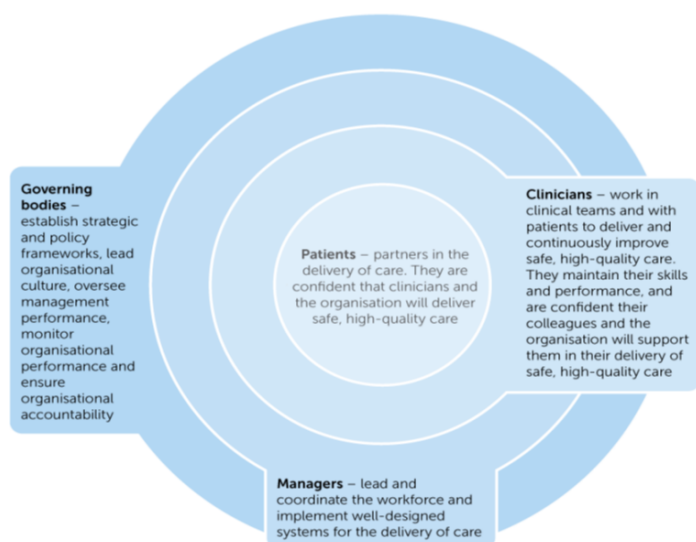 Governing
bodies –
establish strategic
and policy
frameworks, lead
organisational
culture, oversee
management
performance,
monitor
organisational
performance and
ensure
organisational
accountability
Patients – partners in the
delivery of care. They are
confident that clinicians and
the organisation will deliver
safe, high-quality care
Clinicians – work in
clinical teams and with
patients to deliver and
continuously improve
safe, high-quality care.
They maintain their skills
and performance, and
are confident their
colleagues and the
organisation will support
them in their delivery of
safe, high-quality care
Managers – lead and
coordinate the workforce and
implement well-designed
systems for the delivery of care